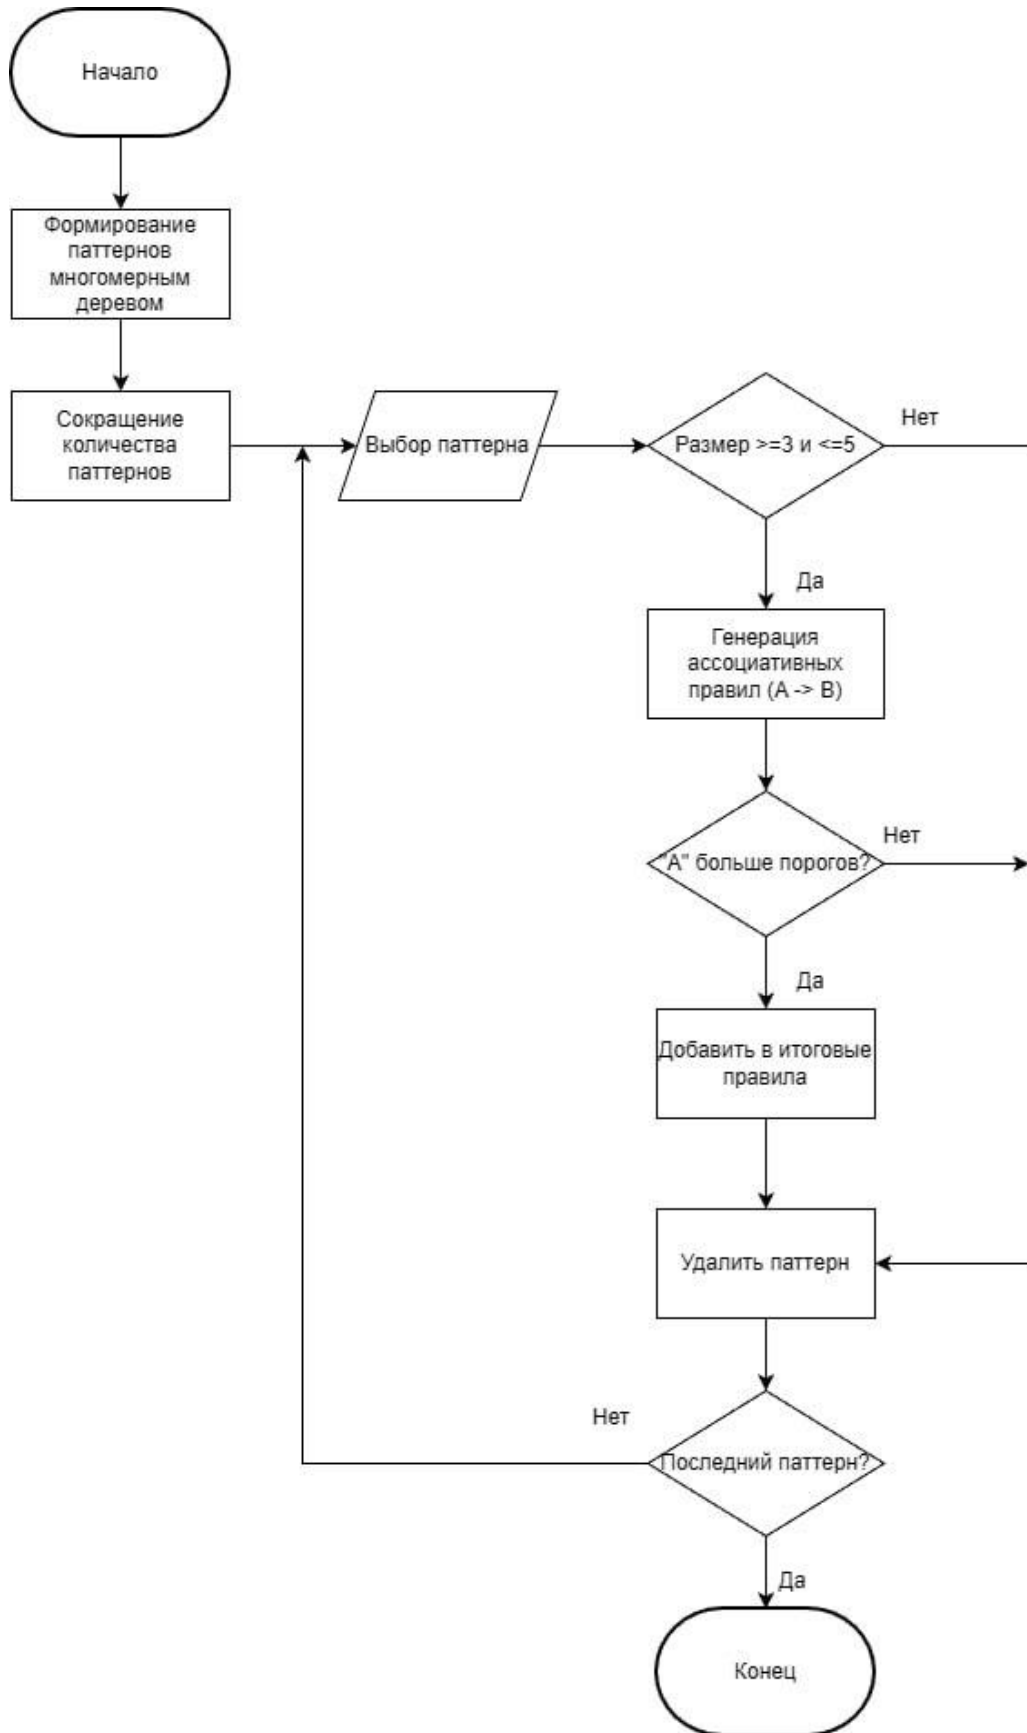 Начало
Формирование
паттернов
многомерным
деревом
Сокращение
количества
паттернов
Выбор паттерна
Размер >=3 и <=5
Нет
Да
Генерация
ассоциативных
правил (A -> B)
"А" больше порогов?
Нет
Да
Добавить в итоговые
правила
Удалить паттерн
Нет
Последний паттерн?
Да
Конец